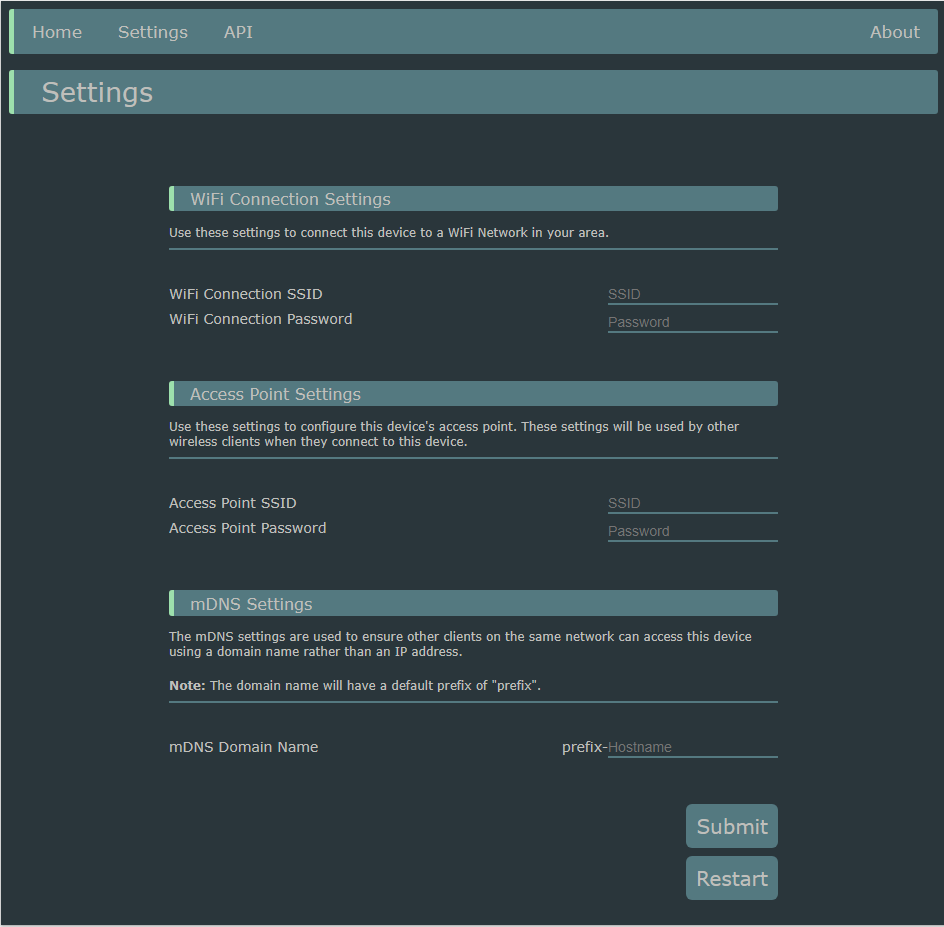 Home Settings API About
Settings
WiFi Connection Settings
Use these settings to connect this device to a WiFi Network in your area.
WiFi Connection SSID SSID
WiFi Connection Password Password
Access Point Settings
Use these settings to configure this device's access point. These settings will be used by other
wireless clients when they connect to this device.
Access Point SSID SSID
Access Point Password Password
mDNS Settings
The mDNS settings are used to ensure other clients on the same network can access this device
using a domain name rather than an IP address.
Note: The domain name will have a default prefix of "prefix".
mDNS Domain Name prefix-Hostname
Submit
Restart